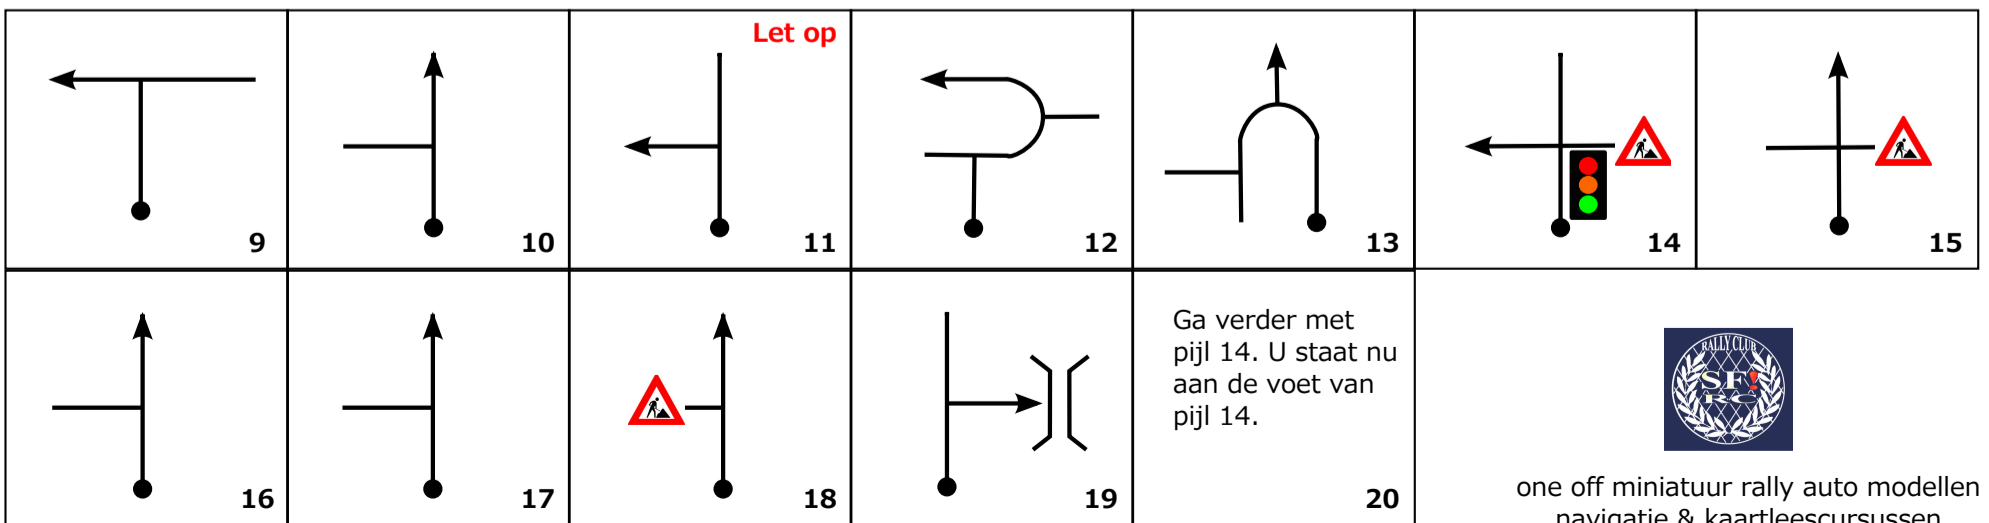 Let op
9
10
11
12
13
14
15
Ga verder met
pijl 14. U staat nu
aan de voet van
pijl 14.
16
17
18
19
20
RALLY CLUB
SF!
RC
one off miniatuur rally auto modellen
navigatie & kaartleescursussen